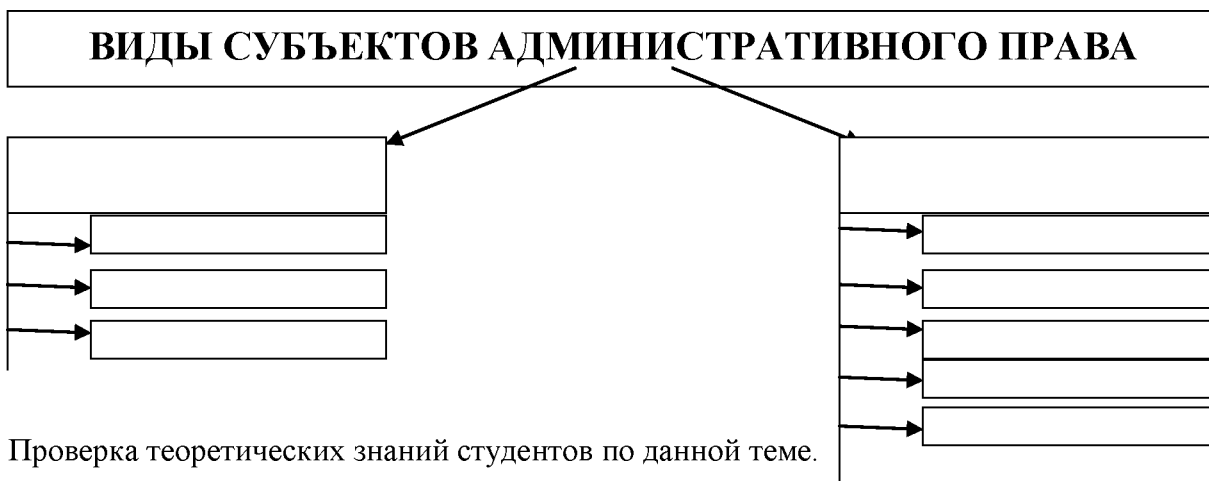 ВИДЫ СУБЪЕКТОВ АДМИНИСТРАТИВНОГО ПРАВА
Проверка теоретических знаний студентов по данной теме.